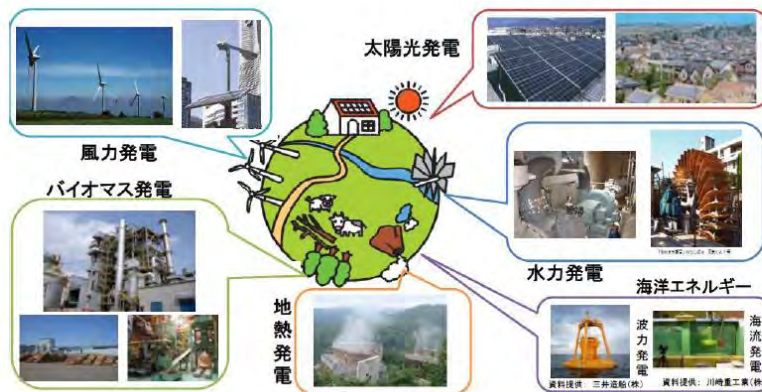 太陽光発電
風力発電
バイオマス発電
水力発電
海洋エネルギー
地熱発電
波力発電
海流発電
資料提供： 三井造船（株）
資料提供： 川崎重工業（株）